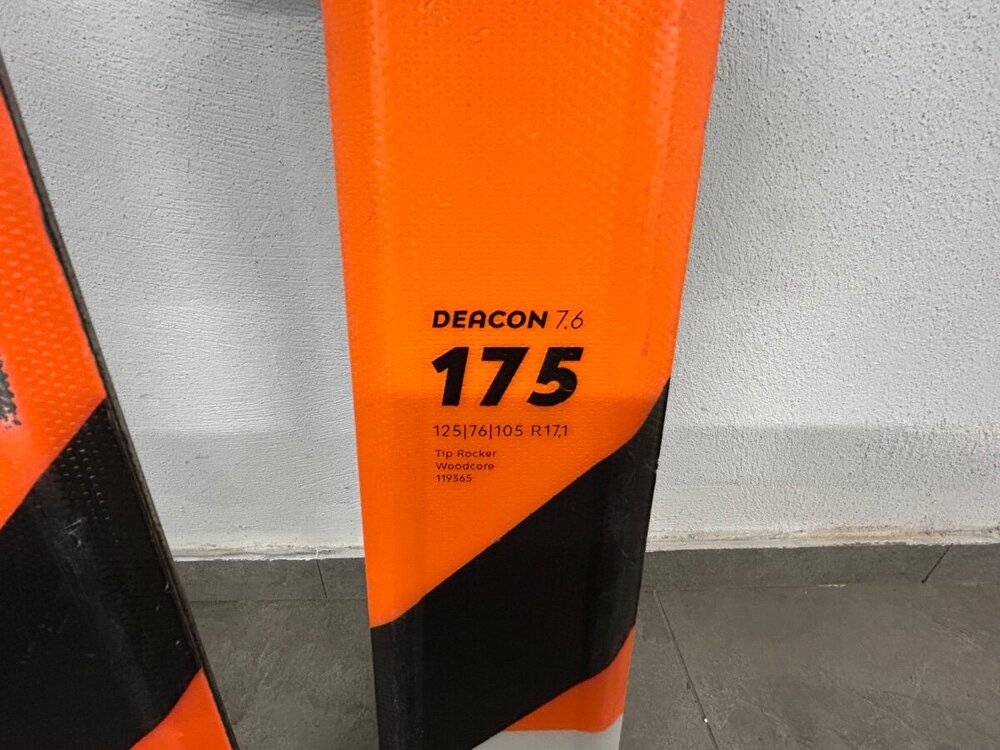 DEACON 7.6
175
125|76|105 R17,1
Tip Rocker
Woodcore
119365